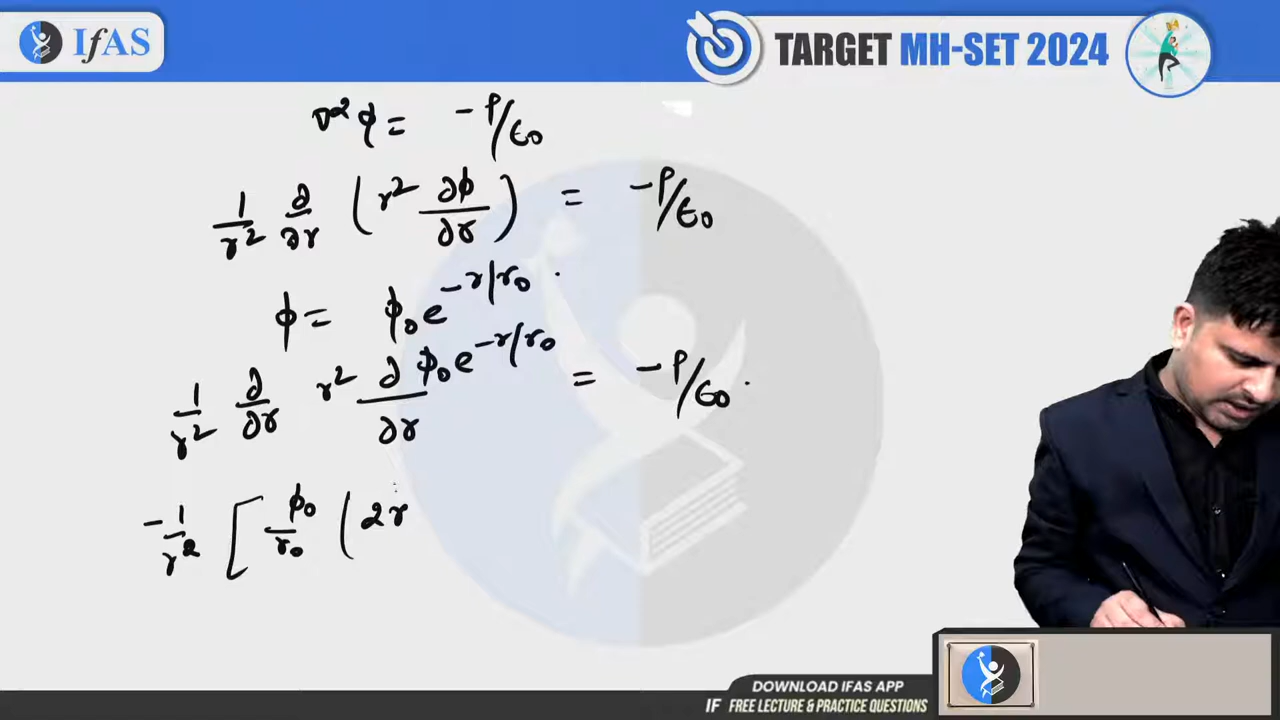 IfAS
TARGET MH-SET 2024
∇²φ = -ρ/ϵ₀
1/r² ∂/∂r (r² ∂φ/∂r) = -ρ/ϵ₀
φ = φ₀e^{-r/r₀}.
1/r² ∂/∂r r² ∂φ₀e^{-r/r₀}/∂r = -ρ/ϵ₀.
-1/r² [φ₀/r₀ (2r
DOWNLOAD IFAS APP
IF FREE LECTURE & PRACTICE QUESTIONS